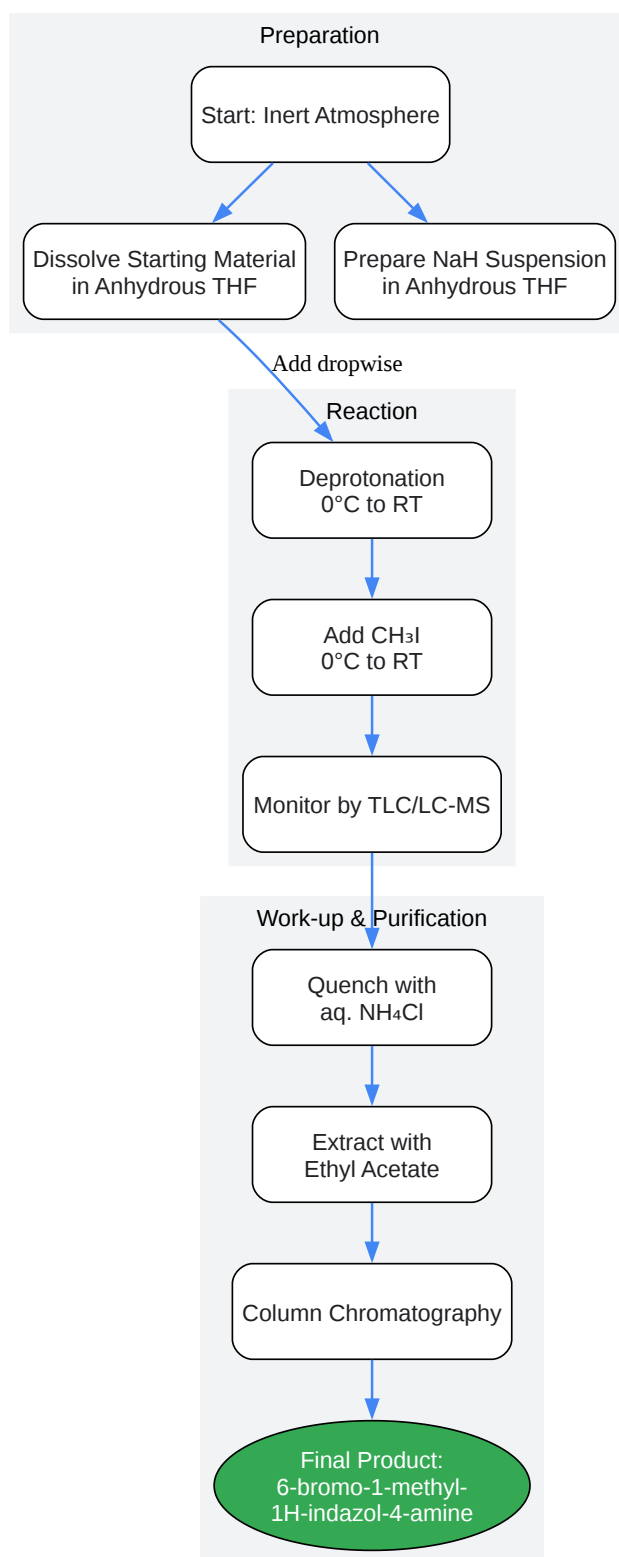 Preparation
Start: Inert Atmosphere
Dissolve Starting Material
in Anhydrous THF
Prepare NaH Suspension
in Anhydrous THF
Add dropwise
Reaction
Deprotonation
0°C to RT
Add CH₃I
0°C to RT
Monitor by TLC/LC-MS
Work-up & Purification
Quench with
aq. NH₄Cl
Extract with
Ethyl Acetate
Column Chromatography
Final Product:
6-bromo-1-methyl-
1H-indazol-4-amine